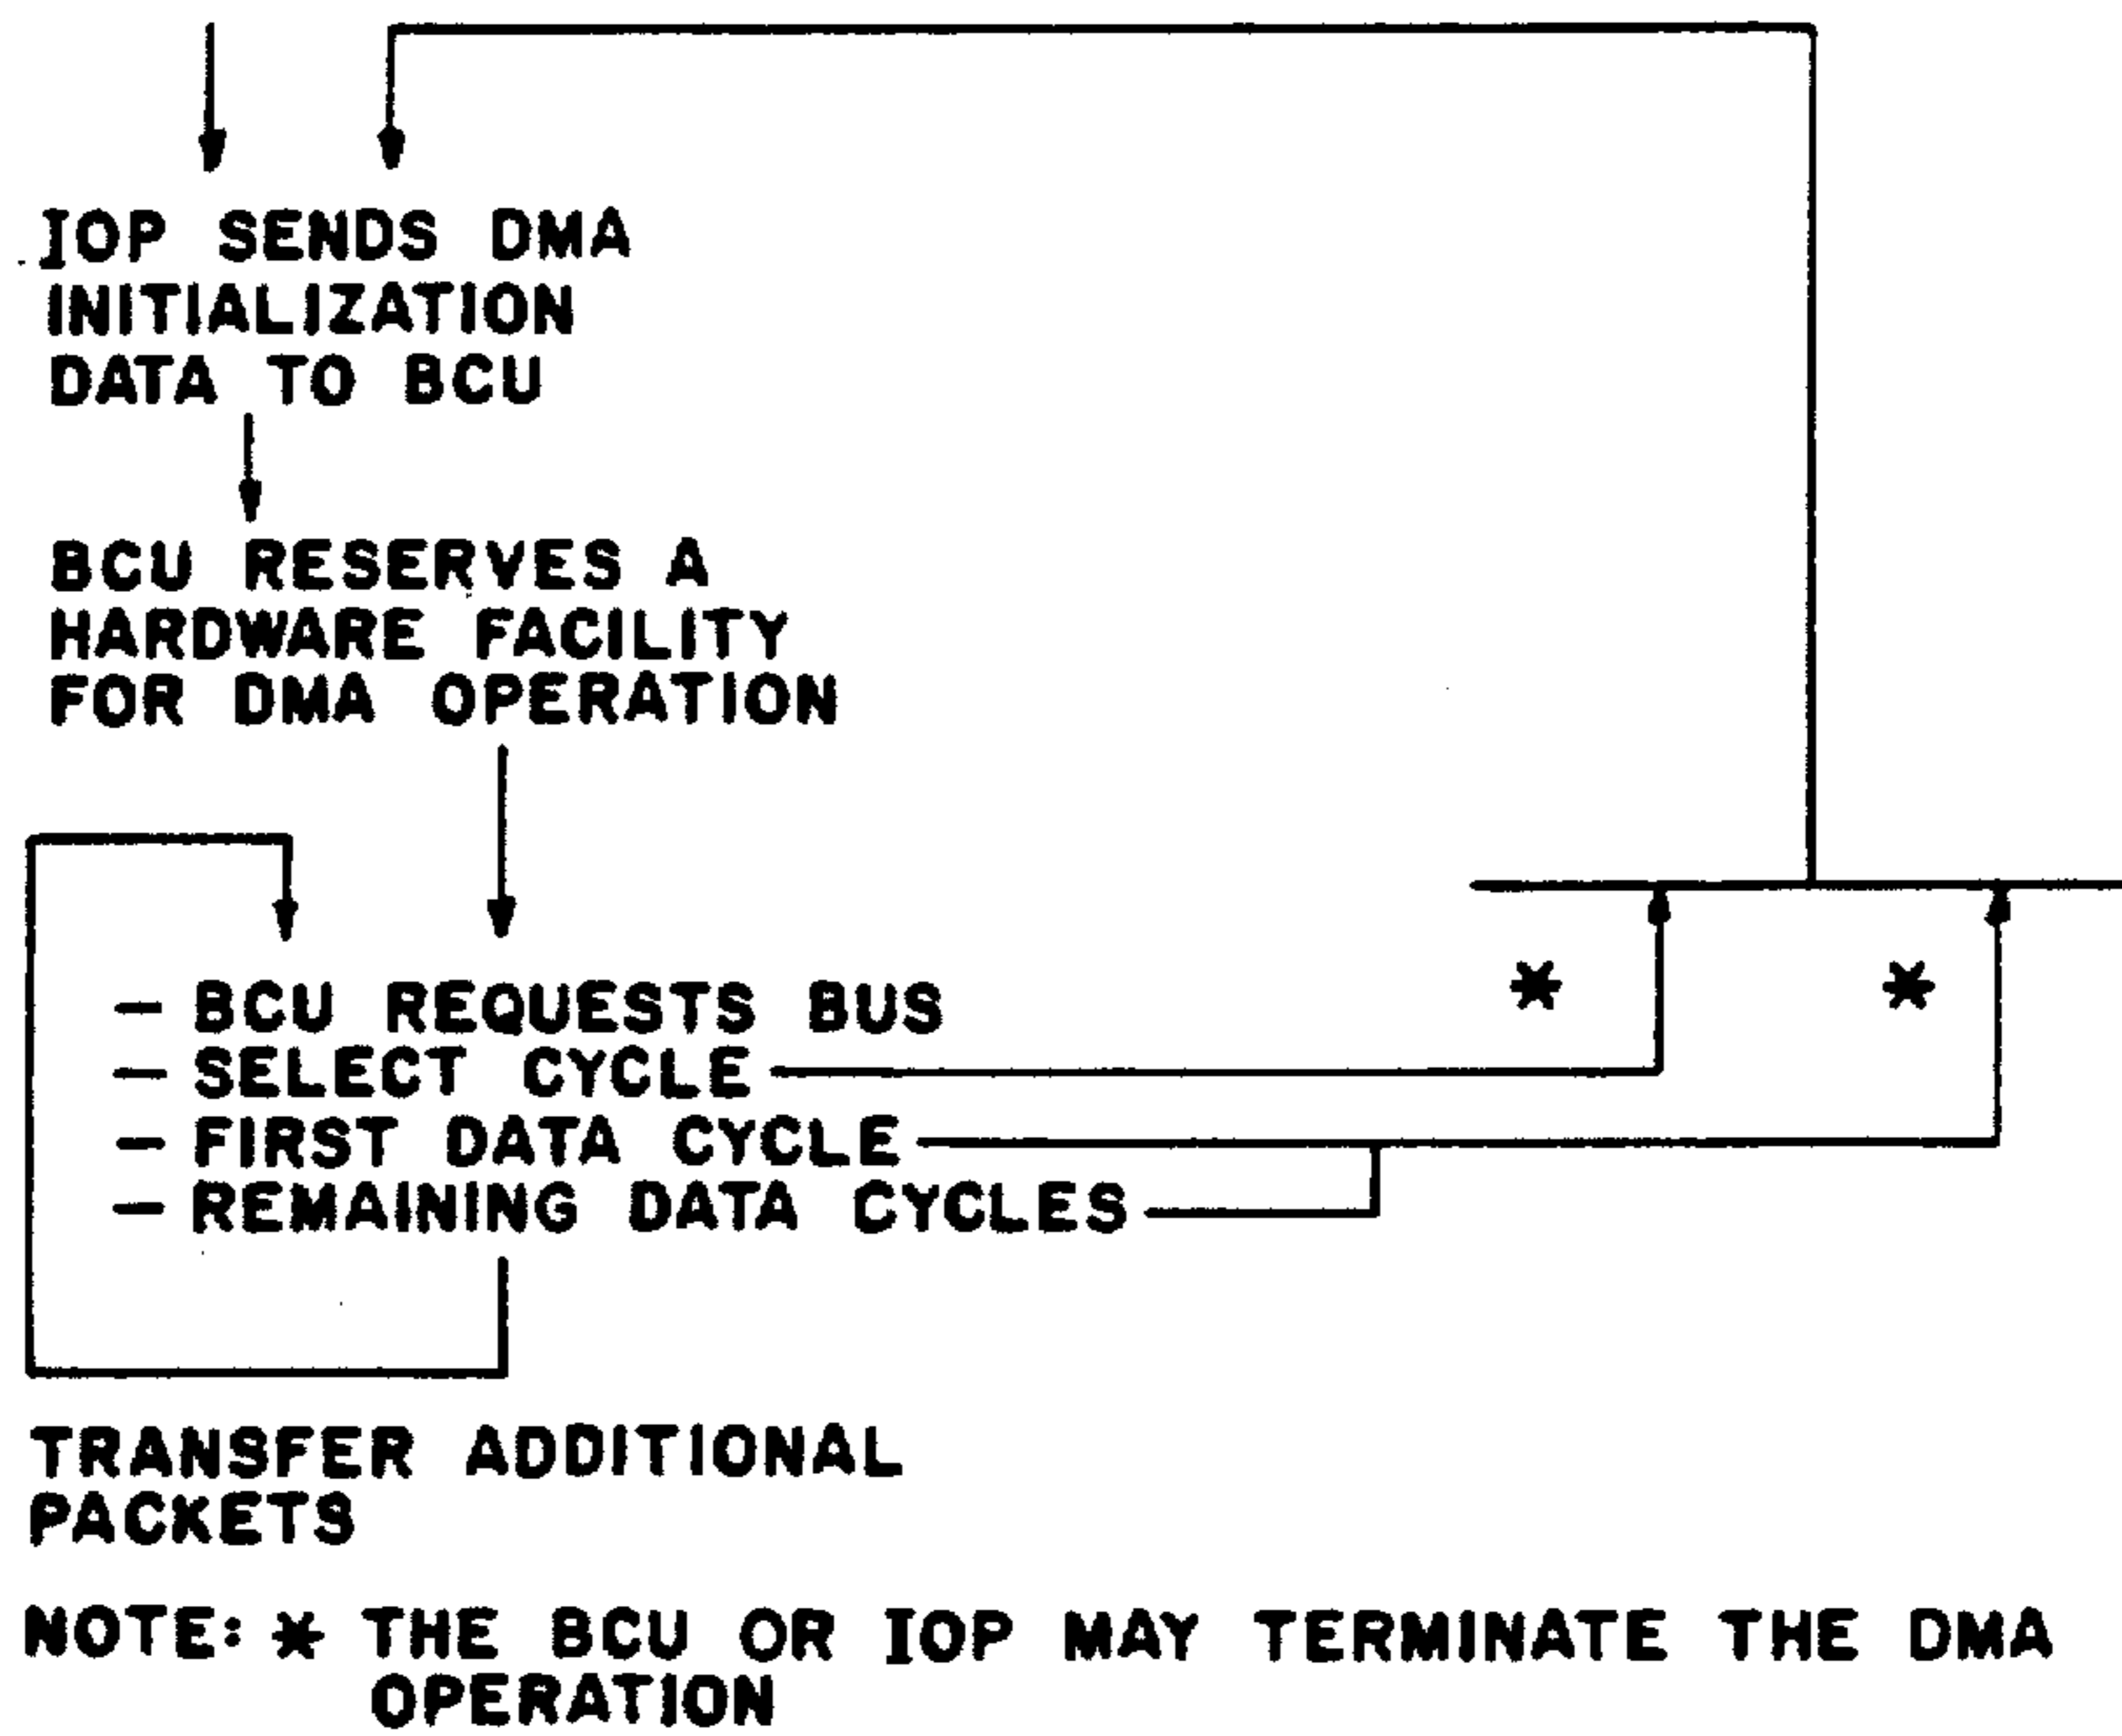 IOP SENDS DMA
INITIALIZATION
DATA TO BCU
BCU RESERVES A
HARDWARE FACILITY
FOR DMA OPERATION
- BCU REQUESTS BUS
* *
- SELECT CYCLE
- FIRST DATA CYCLE
- REMAINING DATA CYCLES
TRANSFER ADDITIONAL
PACKETS
NOTE: * THE BCU OR IOP MAY TERMINATE THE DMA
OPERATION